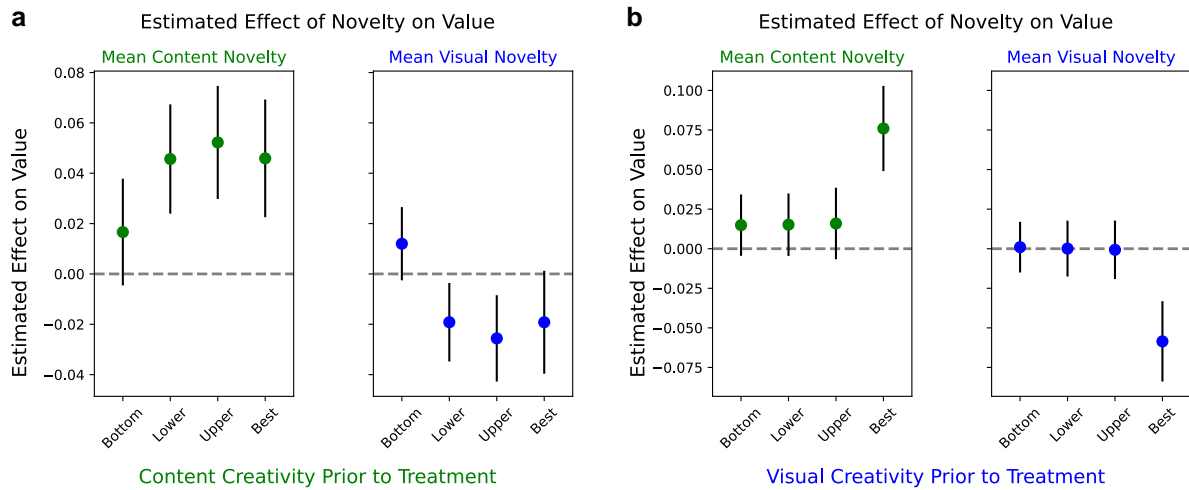 a
Estimated Effect of Novelty on Value
Mean Content Novelty
Mean Visual Novelty
Estimated Effect on Value
0.08
0.06
0.04
0.02
0.00
−0.02
−0.04
Bottom
Lower
Upper
Best
Bottom
Lower
Upper
Best
Content Creativity Prior to Treatment
b
Estimated Effect of Novelty on Value
Mean Content Novelty
Mean Visual Novelty
Estimated Effect on Value
0.100
0.075
0.050
0.025
0.000
−0.025
−0.050
−0.075
Bottom
Lower
Upper
Best
Bottom
Lower
Upper
Best
Visual Creativity Prior to Treatment